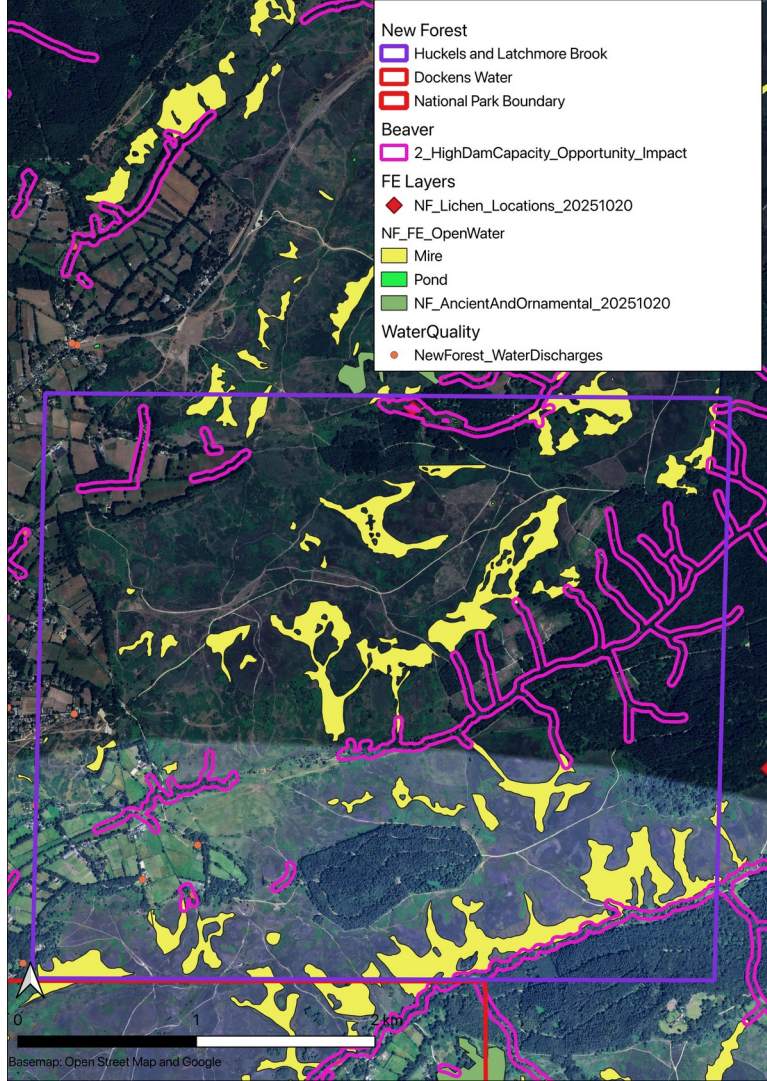 New Forest
Huckels and Latchmore Brook
Dockens Water
National Park Boundary
Beaver
2_HighDamCapacity_Opportunity_Impact
FE Layers
NF_Lichen_Locations_20251020
NF_FE_OpenWater
Mire
Pond
NF_AncientAndOrnamental_20251020
WaterQuality
NewForest_WaterDischarges
0 1 2 km
Basemap: Open Street Map and Google